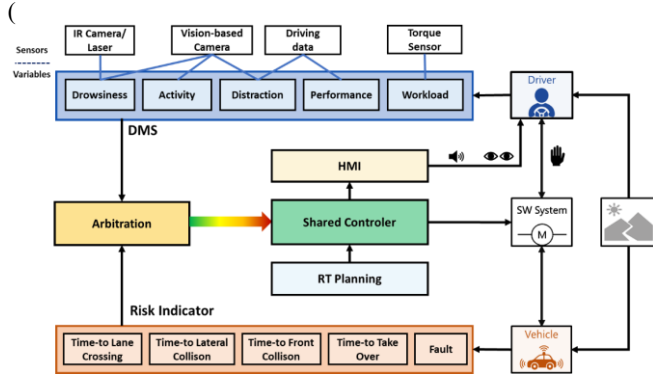 (
Sensors
Variables
IR Camera/
Laser
Vision-based
Camera
Driving
data
Torque
Sensor
Drowsiness
Activity
Distraction
Performance
Workload
Driver
DMS
HMI
Arbitration
Shared Controler
SW System
M
RT Planning
Risk Indicator
Time-to Lane
Crossing
Time-to Lateral
Collison
Time-to Front
Collison
Time-to Take
Over
Fault
Vehicle